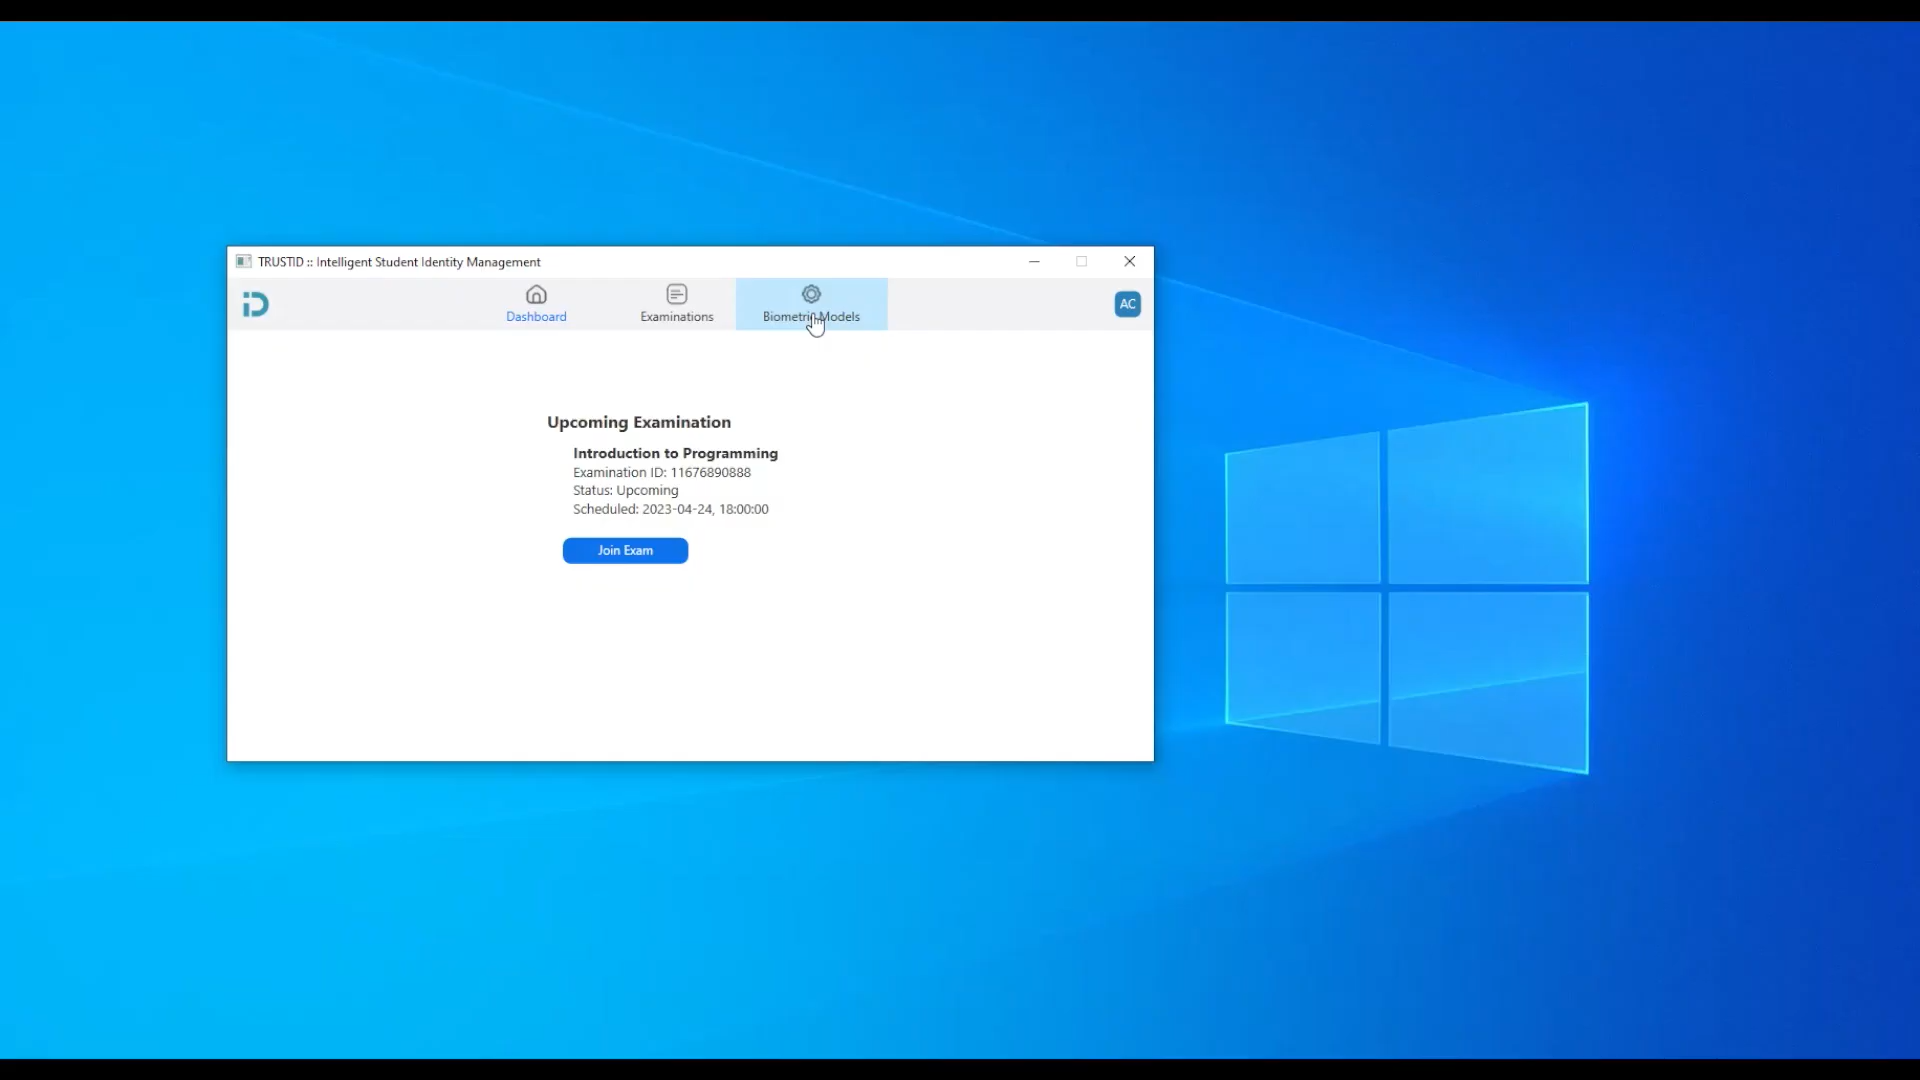 TRUSTID :: Intelligent Student Identity Management
Dashboard
Examinations
Biometric Models
AC
Upcoming Examination
Introduction to Programming
Examination ID: 11676890888
Status: Upcoming
Scheduled: 2023-04-24, 18:00:00
Join Exam